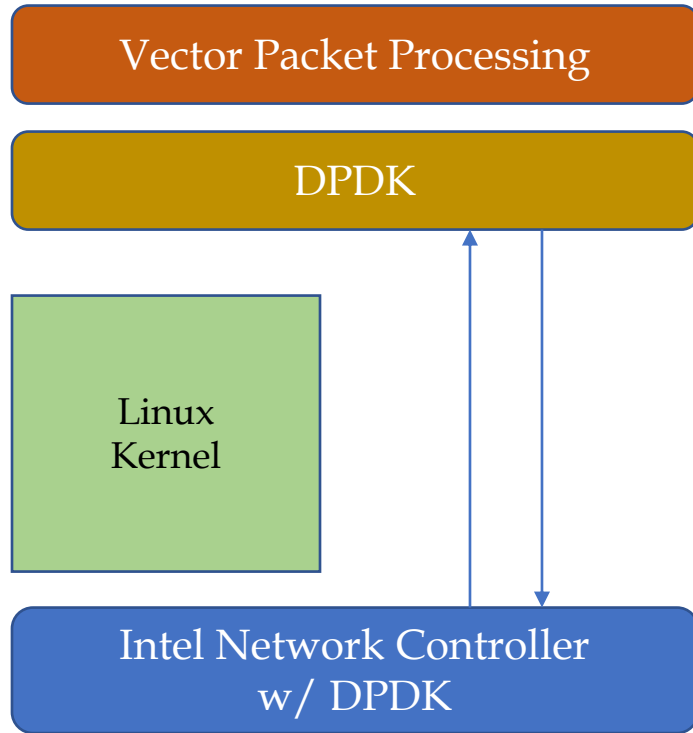 Vector Packet Processing
DPDK
Linux
Kernel
Intel Network Controller
w/ DPDK